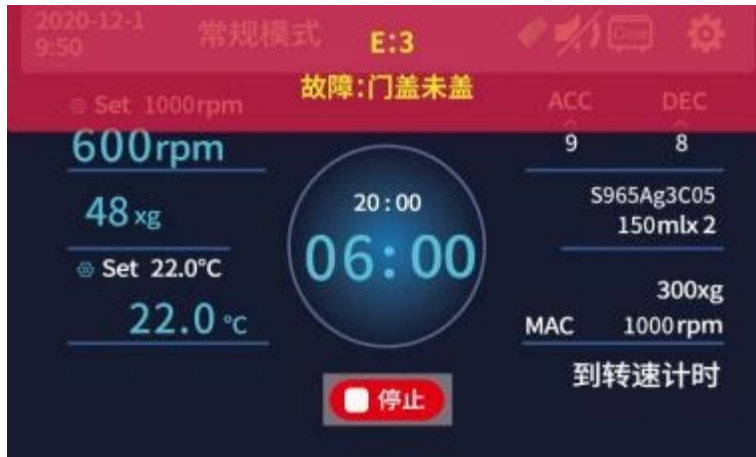 2020-12-1
9:50
常规模式
E:3
故障:门盖未盖
Set 1000rpm
600rpm
48xg
Set 22.0°C
22.0°C
20:00
06:00
停止
ACC DEC
9 8
S965Ag3C05
150mlx2
300xg
MAC 1000rpm
到转速计时